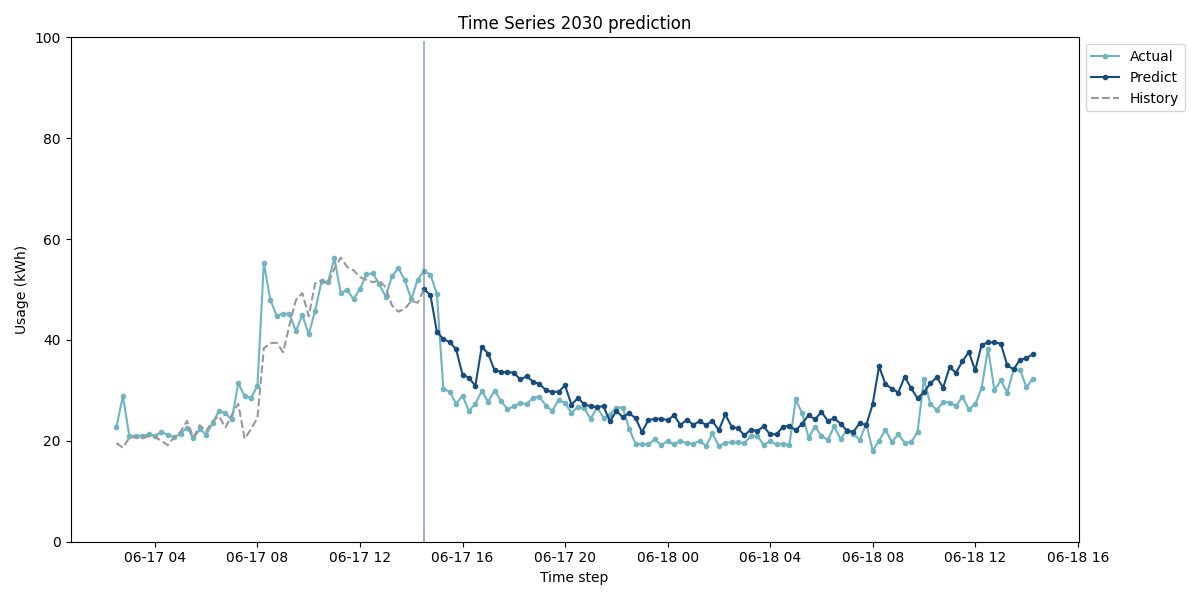 Time Series 2030 prediction
Actual
Predict
History
Usage (kWh)
100
80
60
40
20
0
06-17 04 06-17 08 06-17 12 06-17 16 06-17 20 06-18 00 06-18 04 06-18 08 06-18 12 06-18 16
Time step